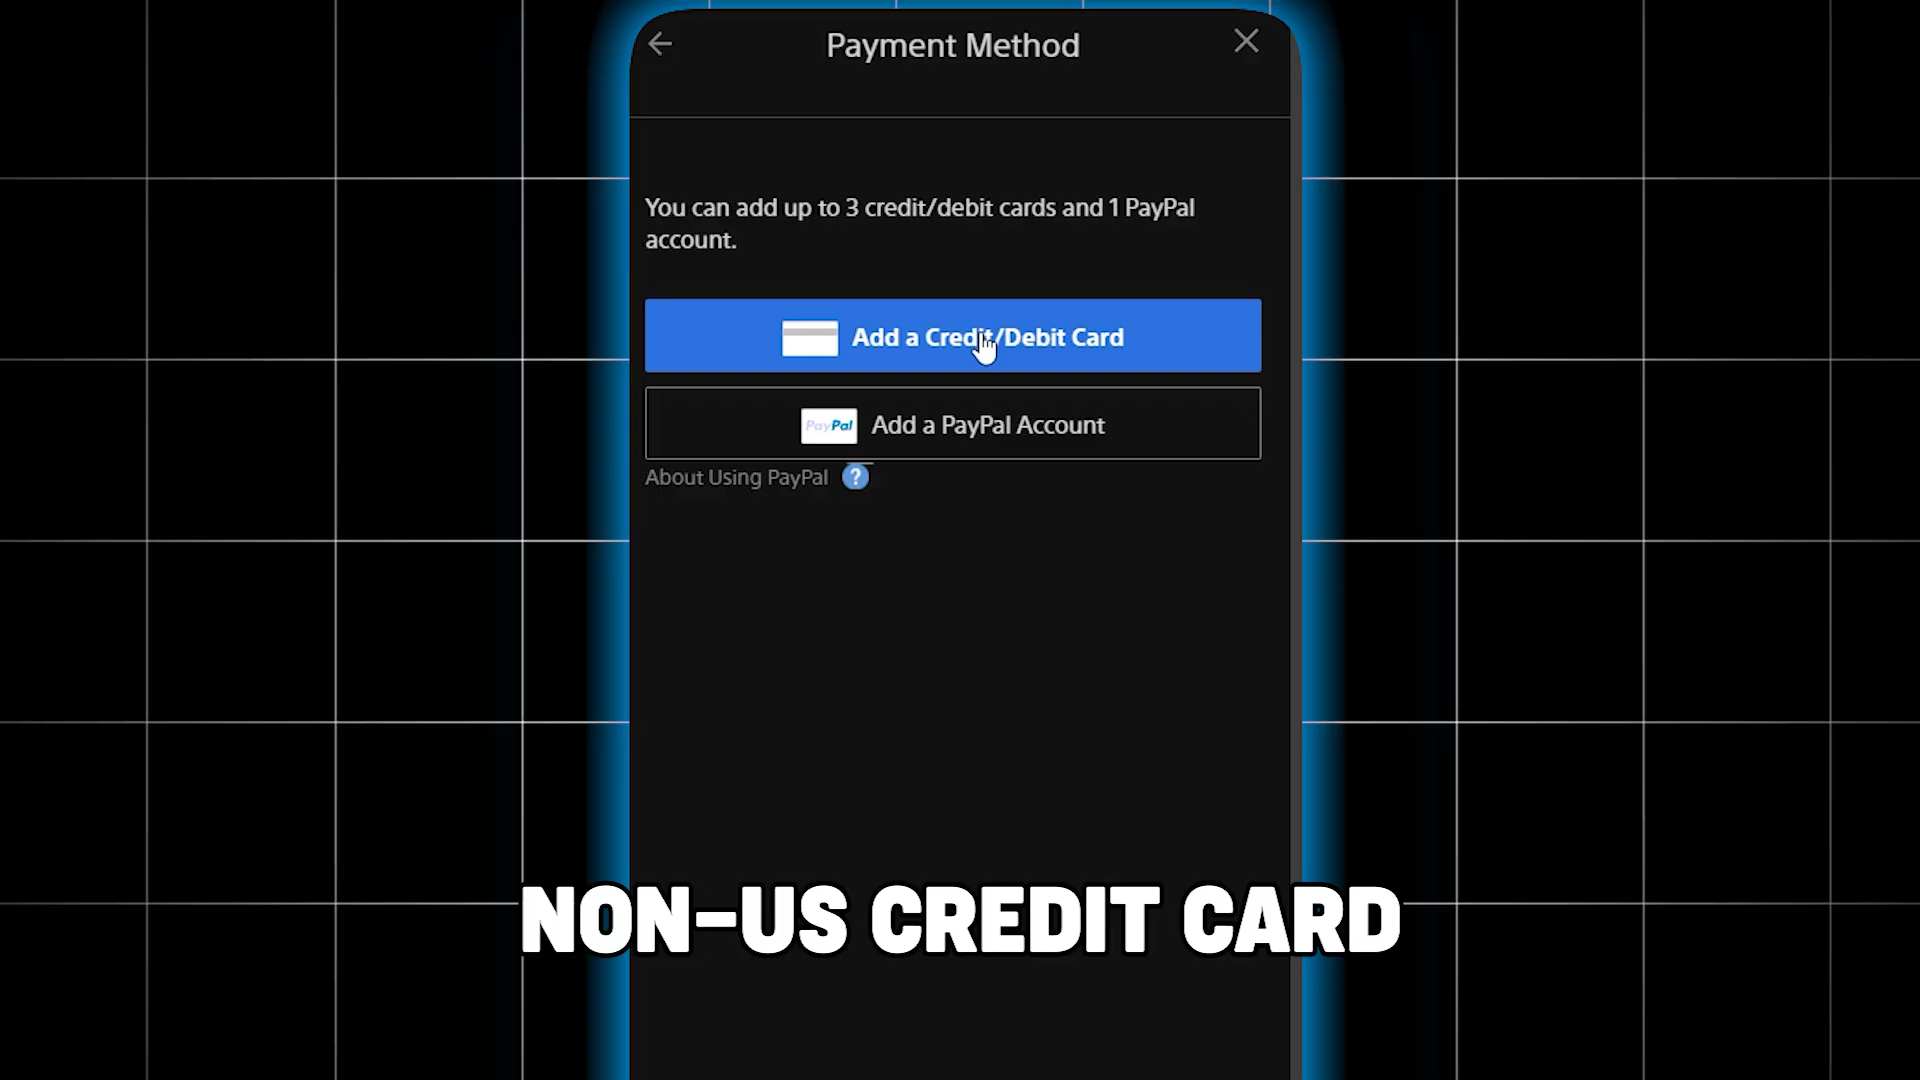 Payment Method
You can add up to 3 credit/debit cards and 1 PayPal
account.
Add a Credit/Debit Card
PayPal Add a PayPal Account
About Using PayPal ?
NON-US CREDIT CARD